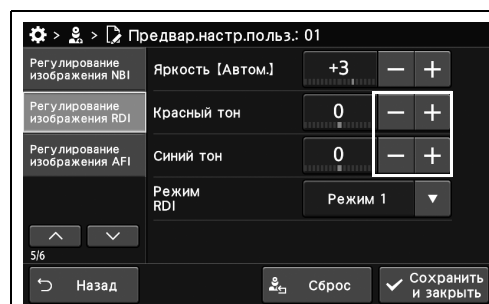 > > Предвар.настр.польз.: 01
Регулирование
изображения NBI
Яркость [Автом.]
+3
− +
Регулирование
изображения RDI
Красный тон
0
− +
Регулирование
изображения AFI
Синий тон
0
− +
Режим
RDI
Режим 1
5/6
Назад
Сброс
Сохранить
и закрыть